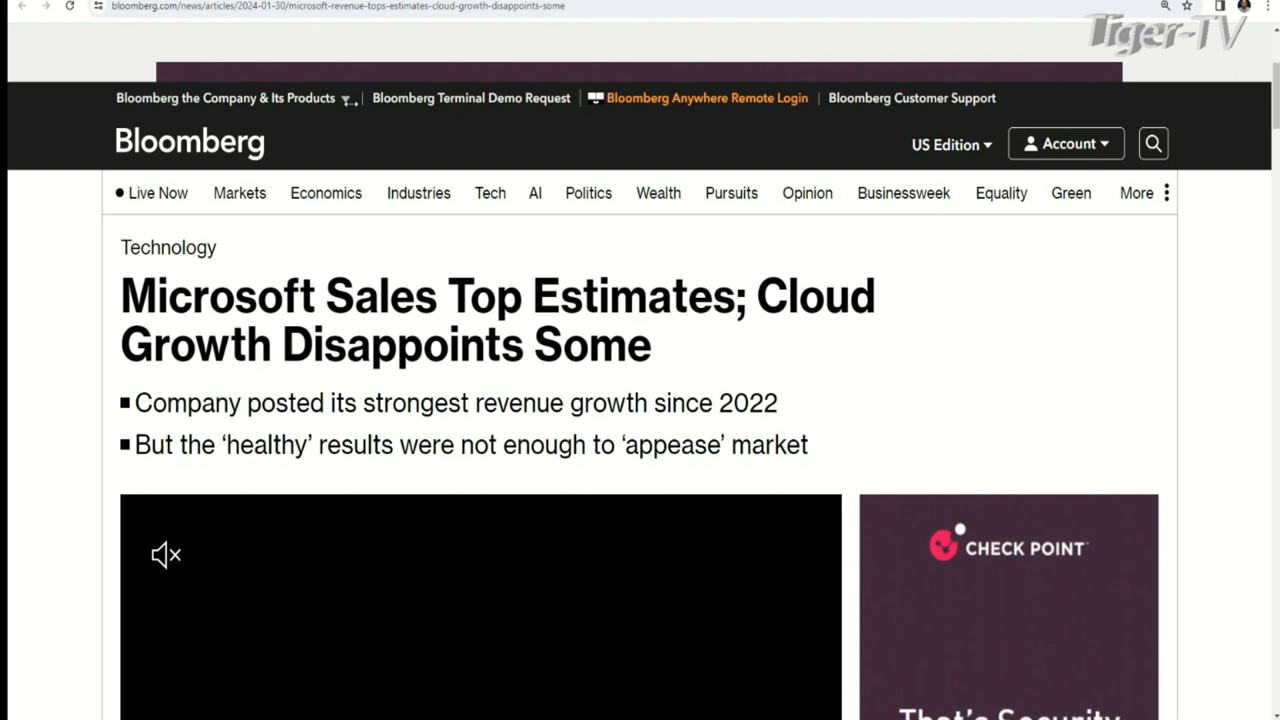 bloomberg.com/news/articles/2024-01-30/microsoft-revenue-tops-estimates-cloud-growth-disappoints-some
Tiger-TV
Bloomberg the Company & Its Products | Bloomberg Terminal Demo Request | Bloomberg Anywhere Remote Login | Bloomberg Customer Support
Bloomberg
US Edition Account
Live Now Markets Economics Industries Tech AI Politics Wealth Pursuits Opinion Businessweek Equality Green More
Technology
Microsoft Sales Top Estimates; Cloud
Growth Disappoints Some
Company posted its strongest revenue growth since 2022
But the ‘healthy’ results were not enough to ‘appease’ market
CHECK POINT
That's Security